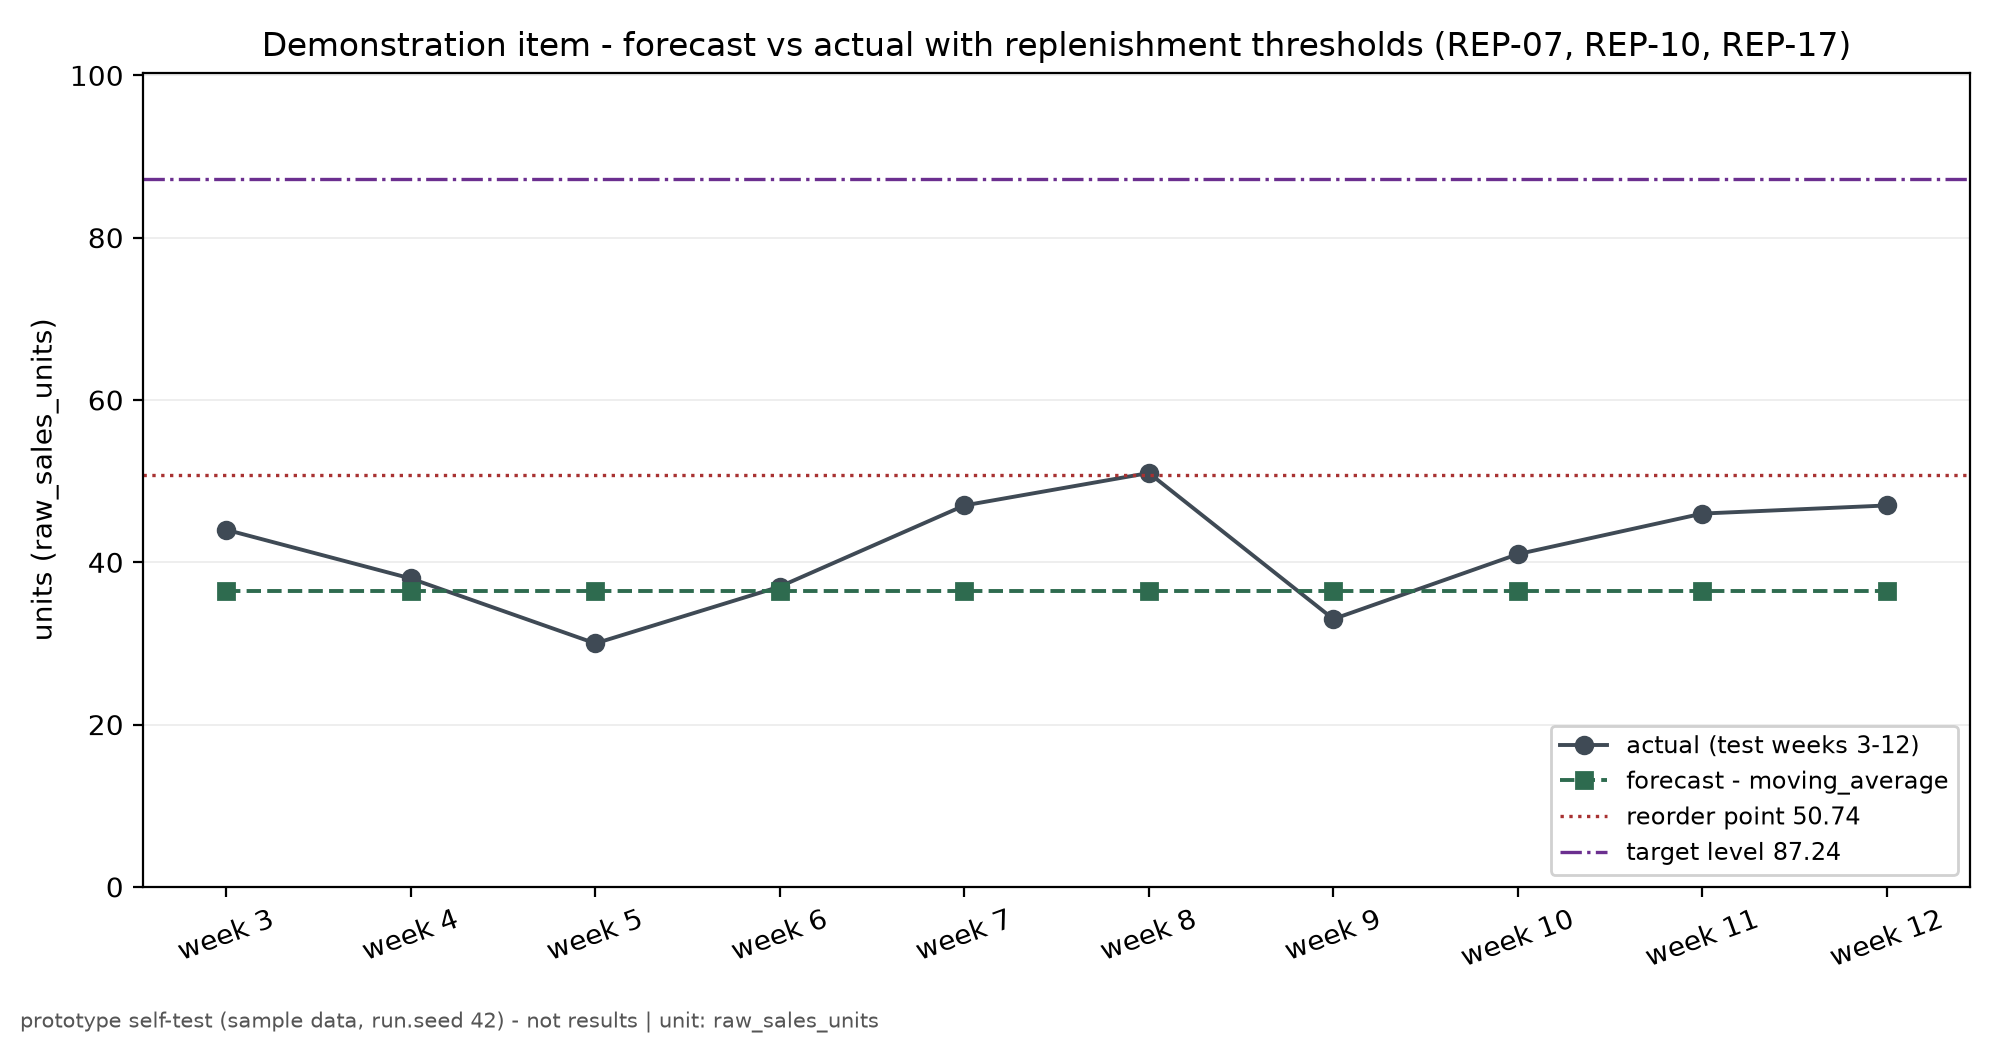 Demonstration item - forecast vs actual with replenishment thresholds (REP-07, REP-10, REP-17)
units (raw_sales_units)
100
80
60
40
20
0
week 3
week 4
week 5
week 6
week 7
week 8
week 9
week 10
week 11
week 12
actual (test weeks 3-12)
forecast - moving_average
reorder point 50.74
target level 87.24
prototype self-test (sample data, run.seed 42) - not results | unit: raw_sales_units